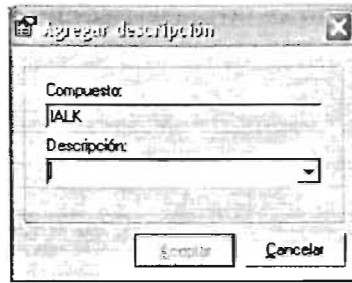 Agregar descripción
Compuesto:
IALK
Descripción:
Aceptar
Cancelar